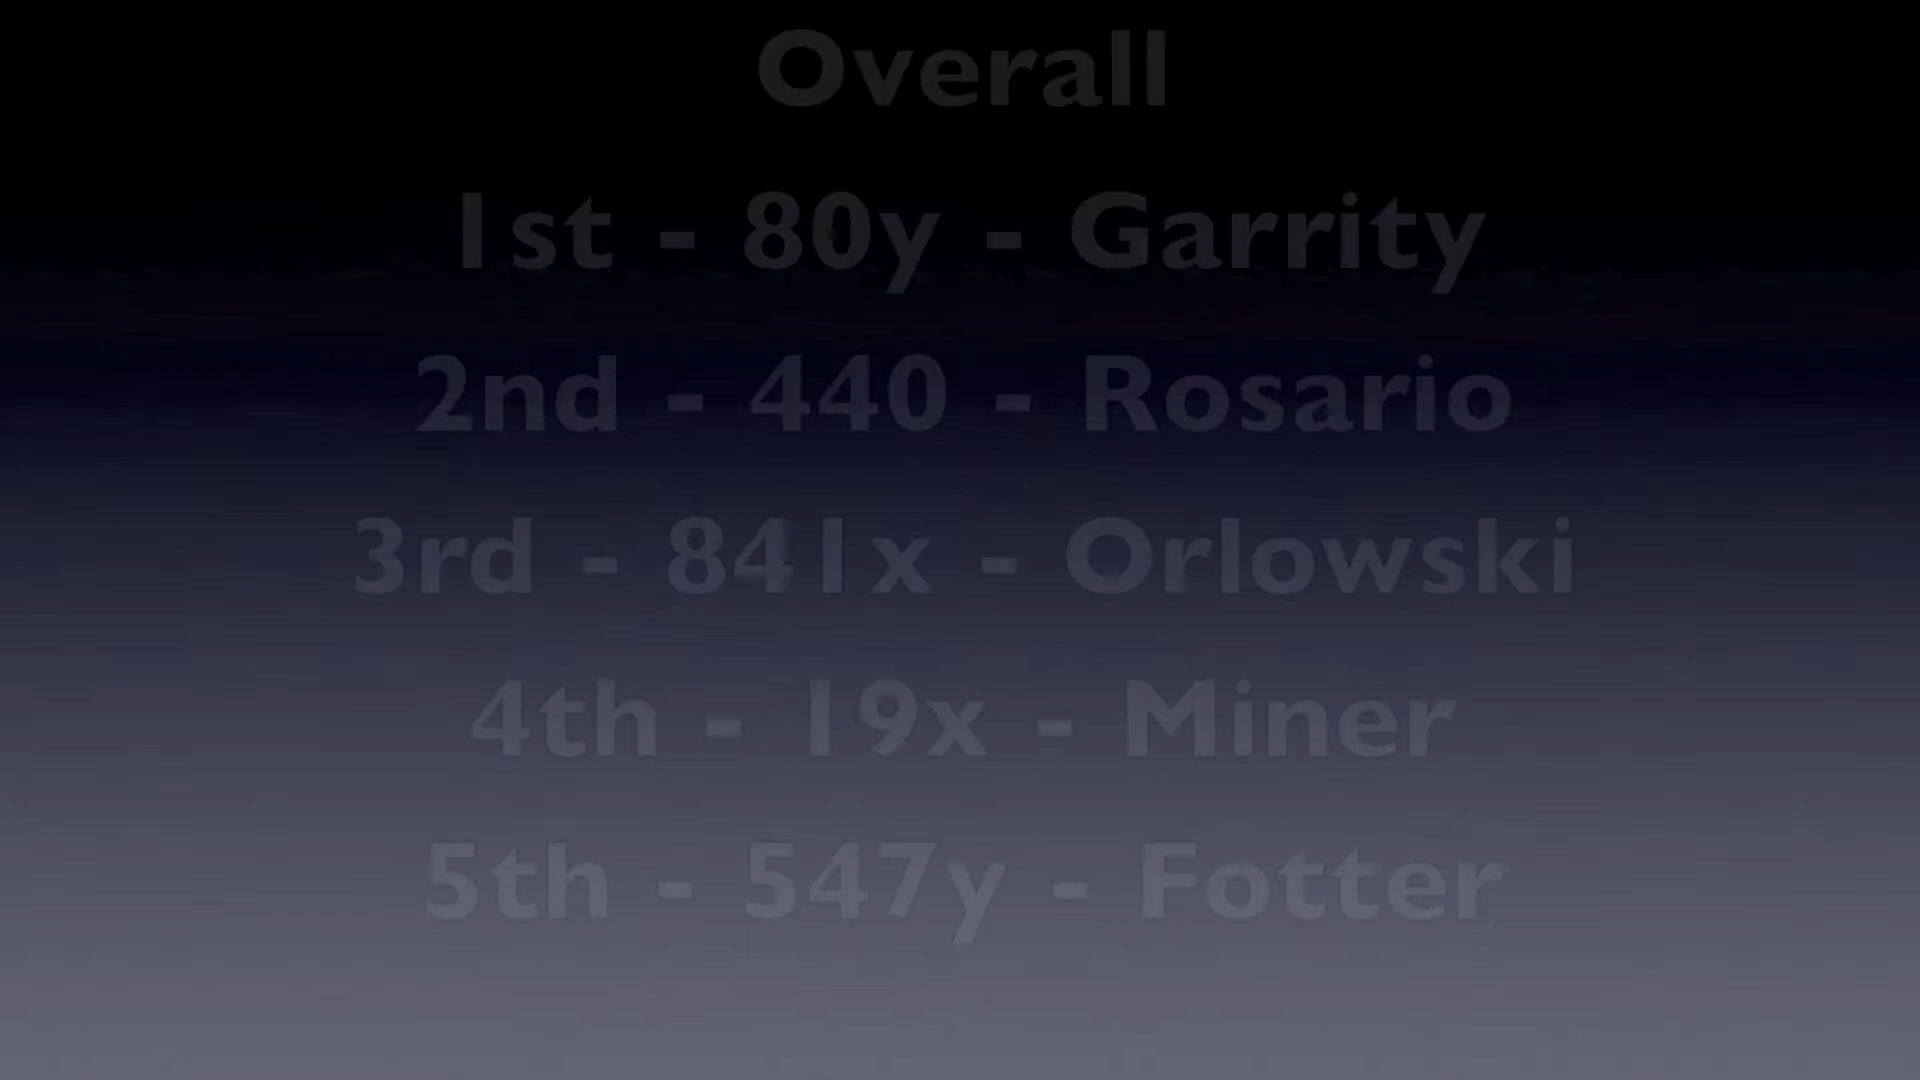 Overall
1st - 80y - Garrity
2nd - 440 - Rosario
3rd - 841x - Orlowski
4th - 19x - Miner
5th - 547y - Fotter